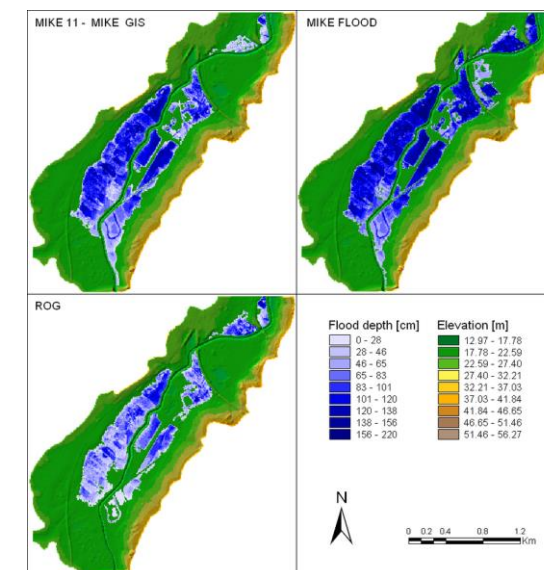 MIKE 11 - MIKE GIS
MIKE FLOOD
ROG
Flood depth [cm]
0 - 28
28 - 46
46 - 65
65 - 83
83 - 101
101 - 120
120 - 138
138 - 156
156 - 220
Elevation [m]
12.97 - 17.78
17.78 - 22.59
22.59 - 27.40
27.40 - 32.21
32.21 - 37.03
37.03 - 41.84
41.84 - 46.65
46.65 - 51.46
51.46 - 56.27
N
0 0.2 0.4 0.8 1.2
Km